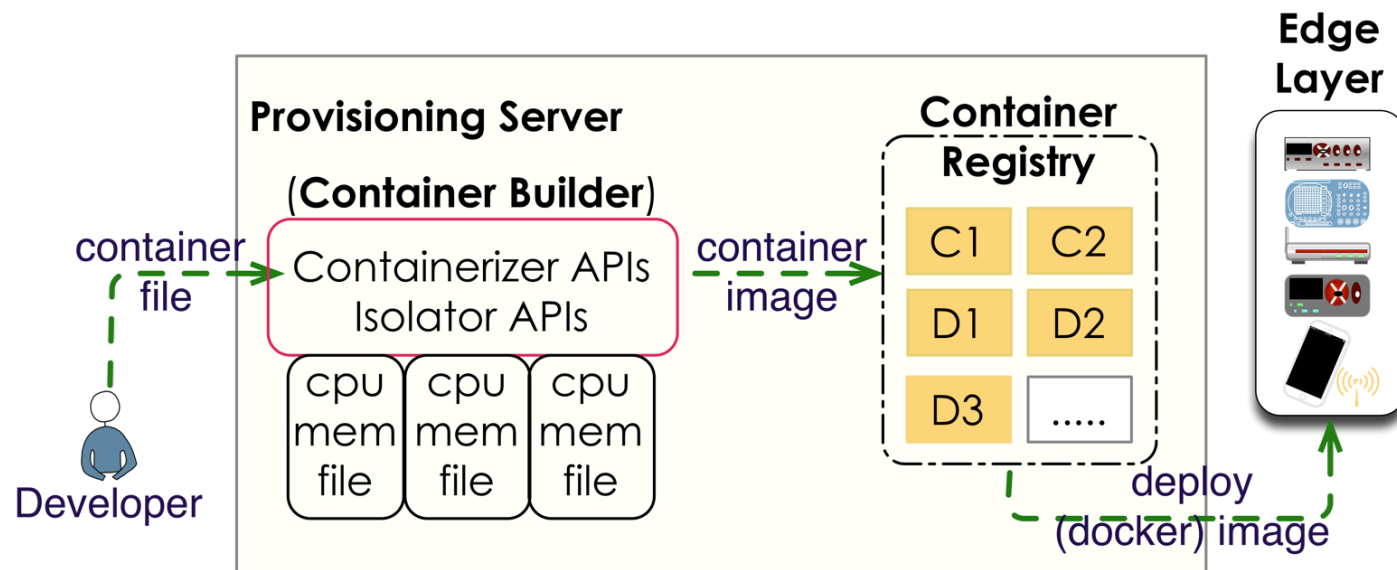 Edge
Layer
Provisioning Server
Container
Registry
(Container Builder)
container
file
Containerizer APIs
Isolator APIs
container
image
C1
C2
D1
D2
D3
.....
cpu
mem
file
cpu
mem
file
cpu
mem
file
Developer
deploy
(docker) image